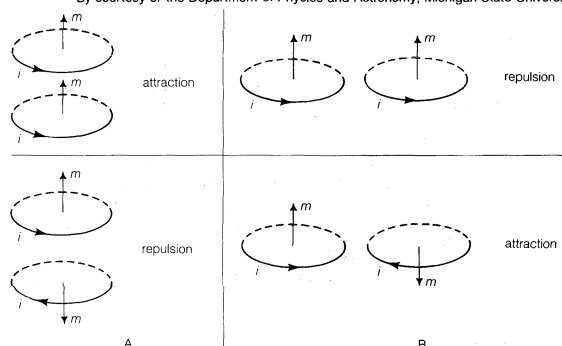 By courtesy of the Department of Physics and Astronomy, Michigan State Univers
m
i
m
i
attraction
m
i
m
i
repulsion
m
i
i
m
repulsion
m
i
i
m
attraction
A
B